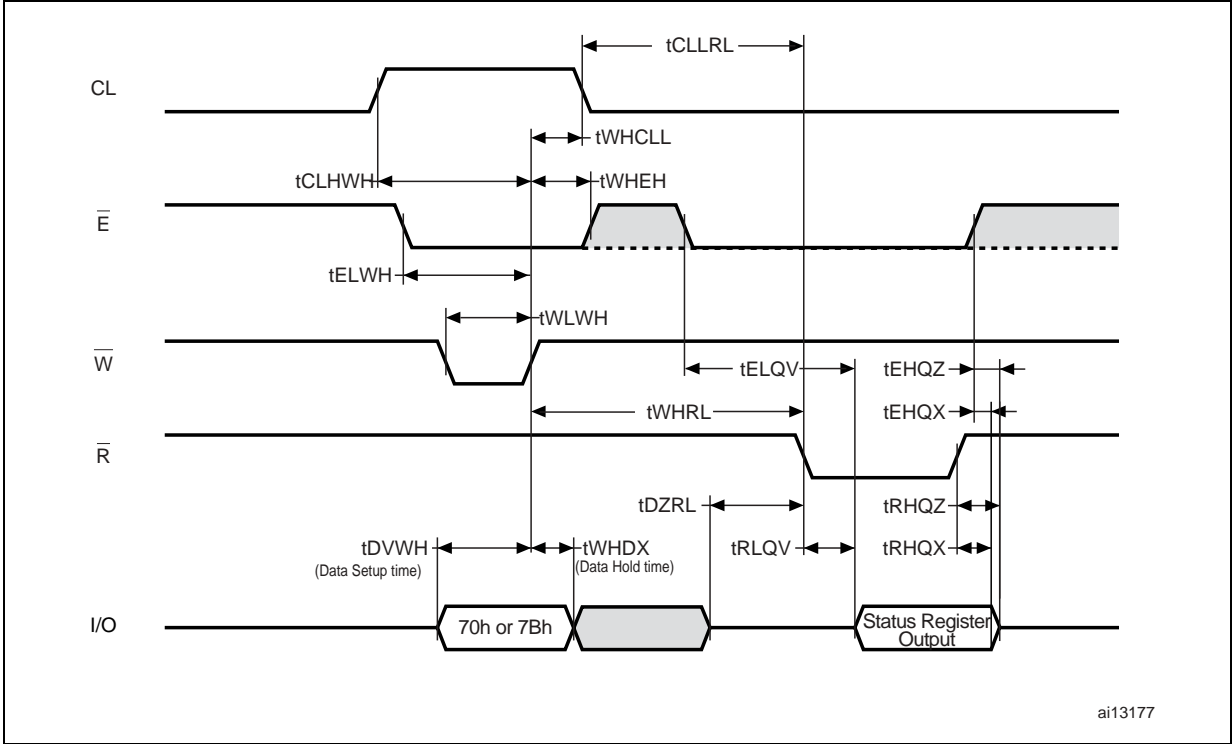 tCLLRL
CL
tWHCLL
tCLHWH
tWHEH
E
tELWH
tWLWH
W
tELQV
tEHQZ
tWHRL
tEHQX
R
tDZRL
tRHQZ
tDVWH
tWHDX
tRLQV
tRHQX
(Data Setup time)
(Data Hold time)
I/O
70h or 7Bh
Status Register
Output
ai13177